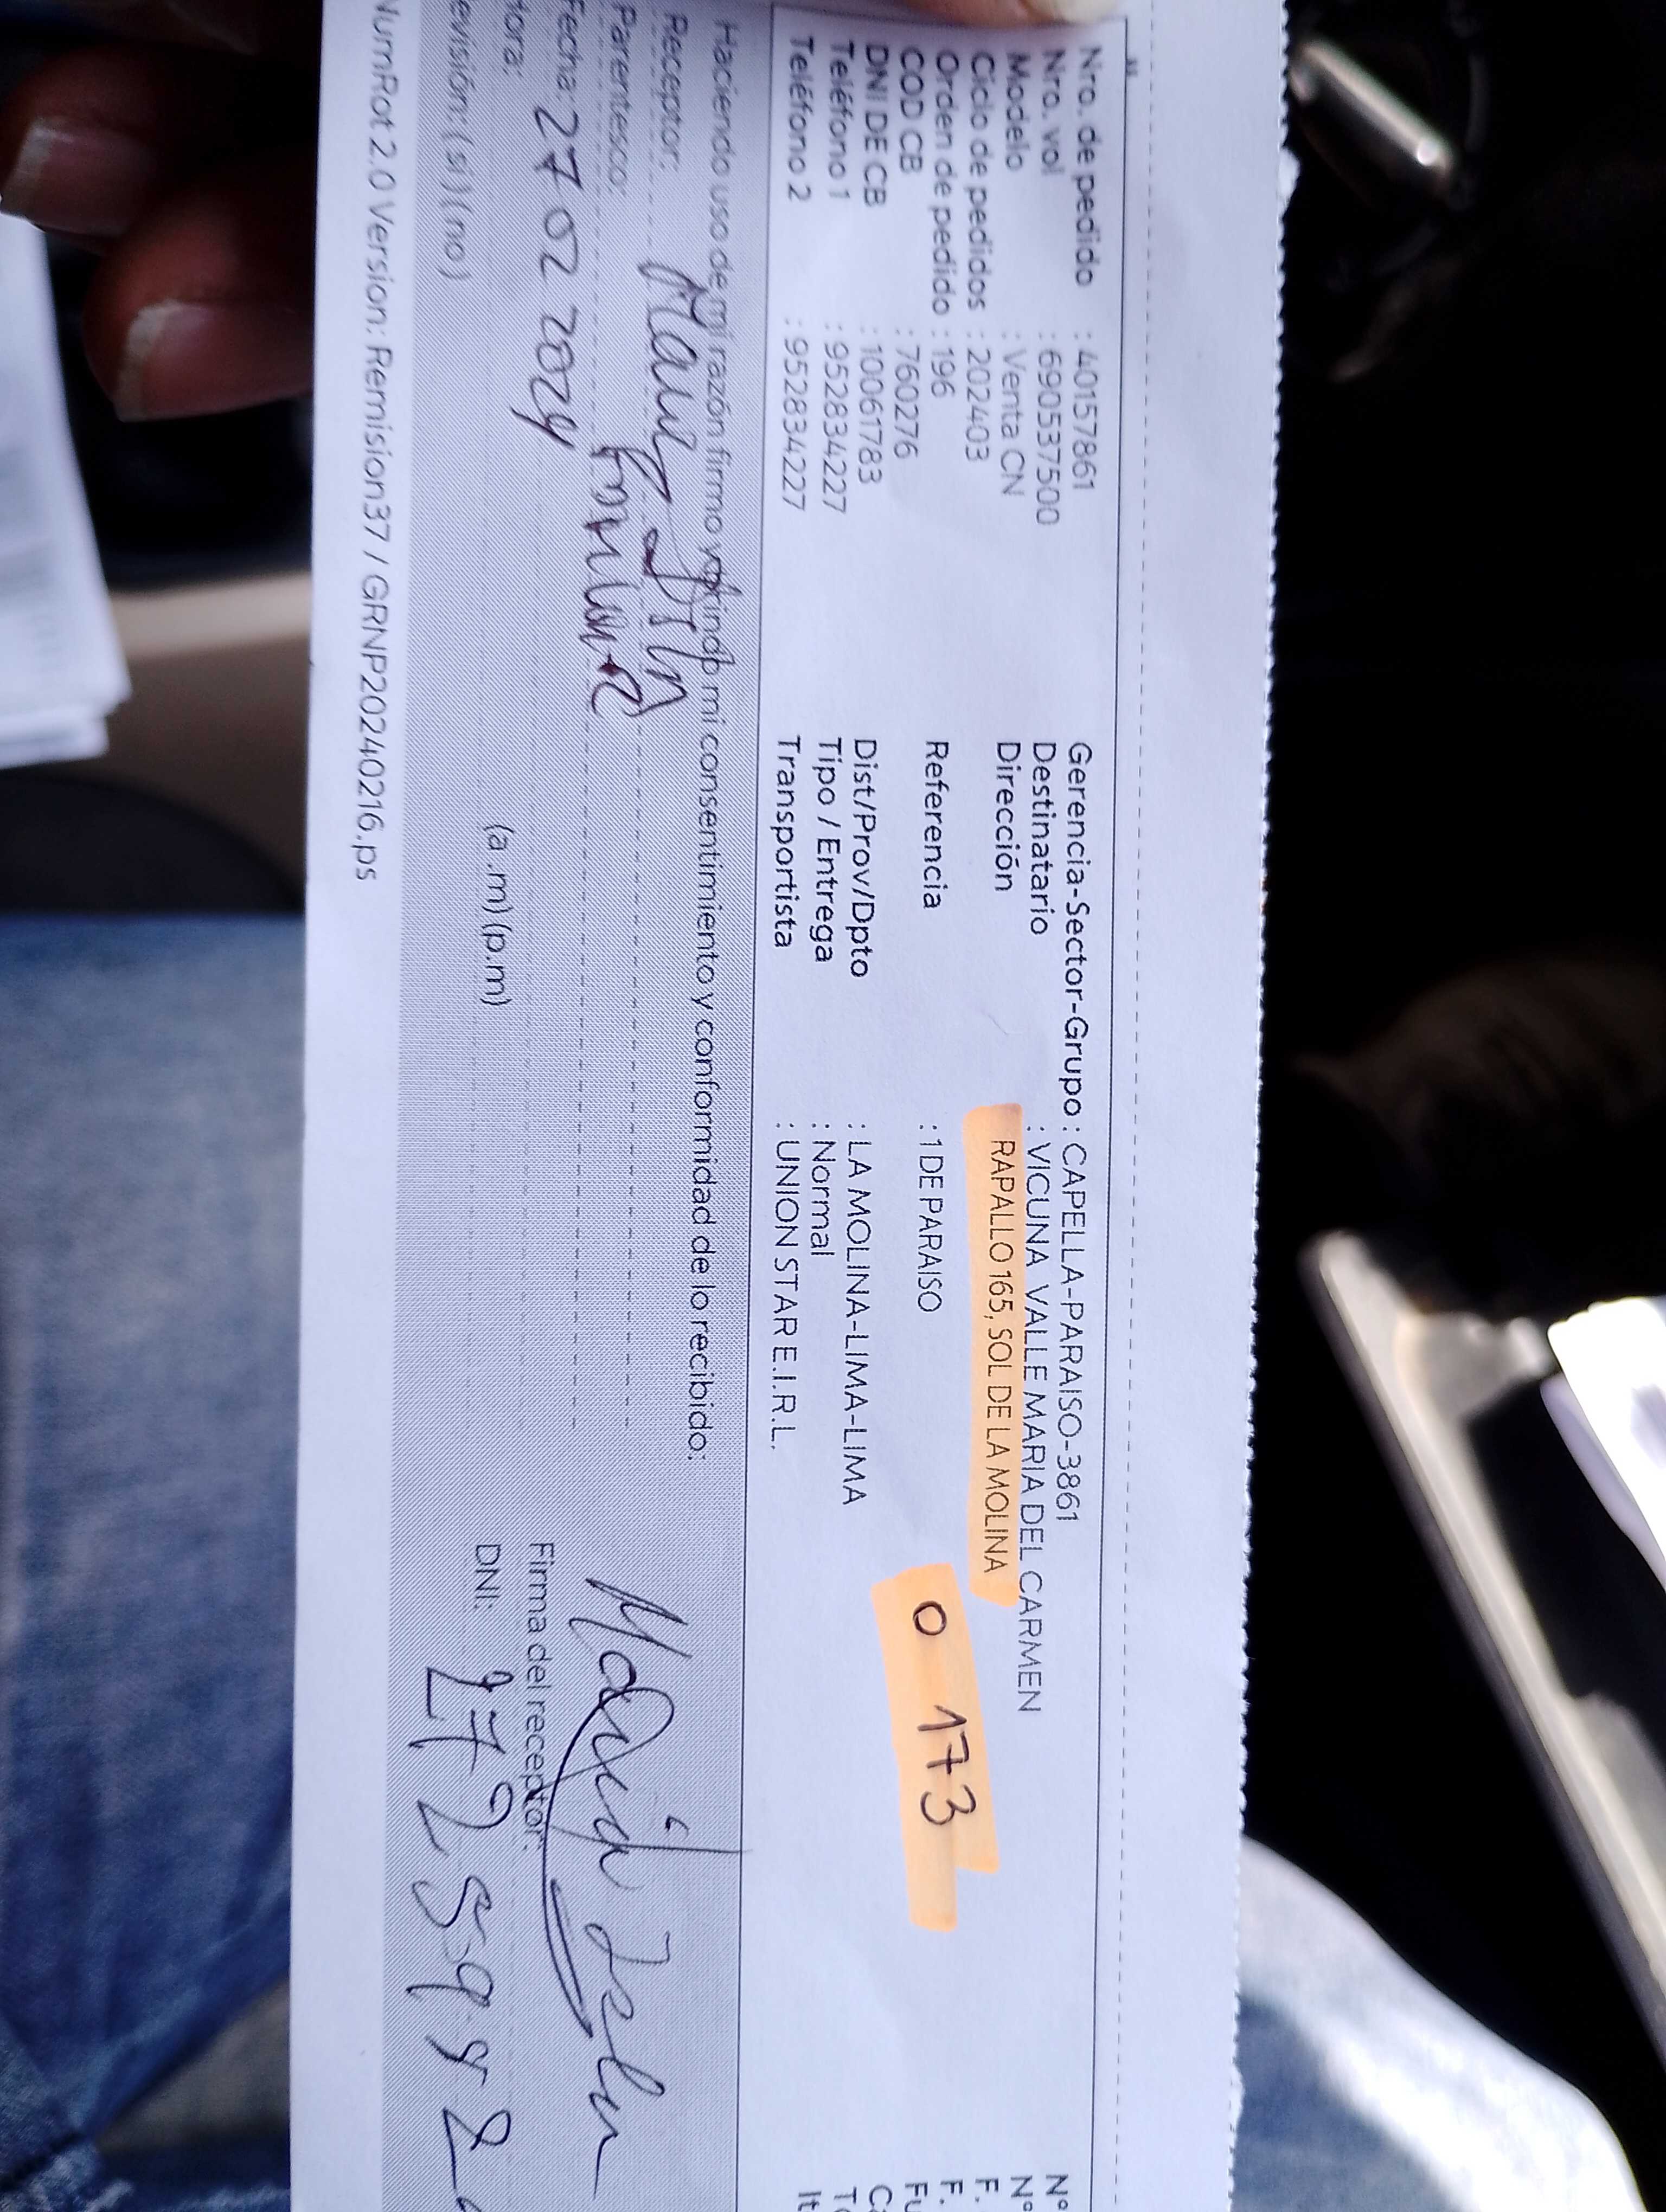 Nro. de pedido : 40157861
Nro. vol : 6905537500
Modelo : Venta CN
Ciclo de pedidos : 202403
Orden de pedido : 196
COD CB : 760276
DNI DE CB : 10061783
Teléfono 1 : 952834227
Teléfono 2 : 952834227
Gerencia-Sector-Grupo : CAPELLA-PARAISO-3861
Destinatario : VICUNA VALLE MARIA DEL CARMEN
Dirección RAPALLO 165, SOL DE LA MOLINA
Referencia : 1 DE PARAISO
0 173
Dist/Prov/Dpto : LA MOLINA-LIMA-LIMA
Tipo / Entrega : Normal
Transportista : UNION STAR E.I.R.L.
N°
N°
F.
F.
Haciendo uso de mi razón firmo y brindo mi consentimiento y conformidad de lo recibido:
Receptor:
Parentesco:
Fecha: 27 02 2024
(a.m)(p.m)
(si)(no)
Firma del receptor:
DNI:
NumRot 2.0 Version: Remision37 / GRNP20240216.ps